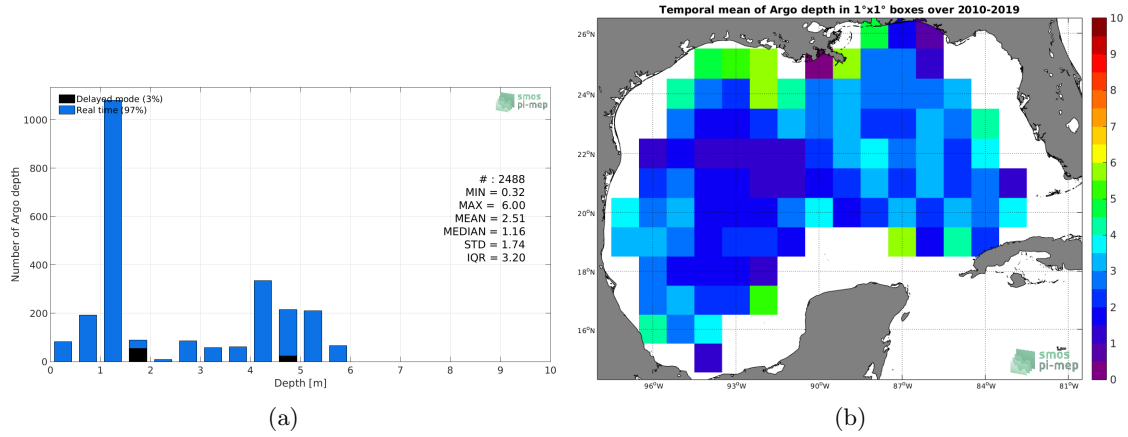 Delayed mode (3%)
Real time (97%)
smos
pi-mep
# : 2488
MIN = 0.32
MAX = 6.00
MEAN = 2.51
MEDIAN = 1.16
STD = 1.74
IQR = 3.20
Number of Argo depth
1000
800
600
400
200
0
0 1 2 3 4 5 6 7 8 9 10
Depth [m]
(a)
Temporal mean of Argo depth in 1°x1° boxes over 2010-2019
26°N
24°N
22°N
20°N
18°N
16°N
96°W 93°W 90°W 87°W 84°W 81°W
smos
pi-mep
10
9
8
7
6
5
4
3
2
1
0
(b)